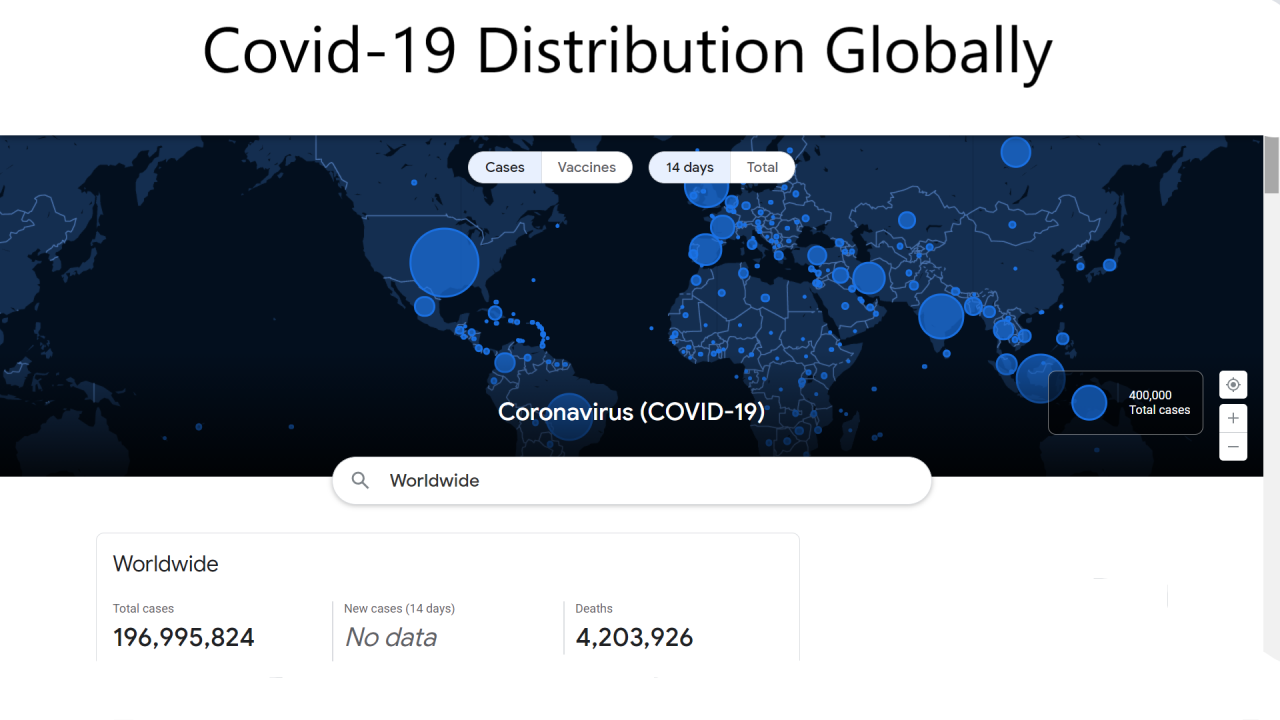 Covid-19 Distribution Globally
Cases Vaccines 14 days Total
400,000
Total cases
Coronavirus (COVID-19)
Worldwide
Worldwide
Total cases New cases (14 days) Deaths
196,995,824 No data 4,203,926